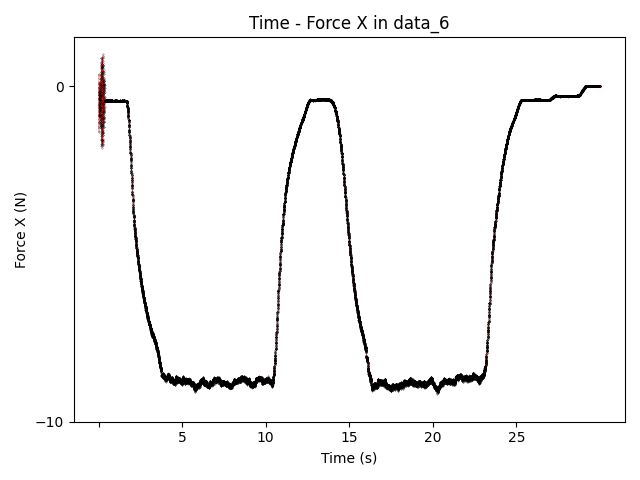 Time - Force X in data_6
0
Force X (N)
−10
5 10 15 20 25
Time (s)